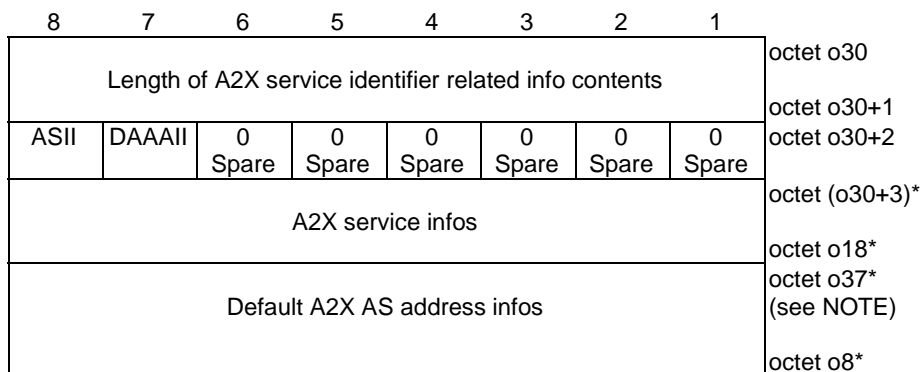 8 7 6 5 4 3 2 1
octet o30
Length of A2X service identifier related info contents
octet o30+1
ASII DAAAII 0 0 0 0 0 0 octet o30+2
Spare Spare Spare Spare Spare Spare
octet (o30+3)*
A2X service infos
octet o18*
octet o37*
Default A2X AS address infos (see NOTE)
octet o8*